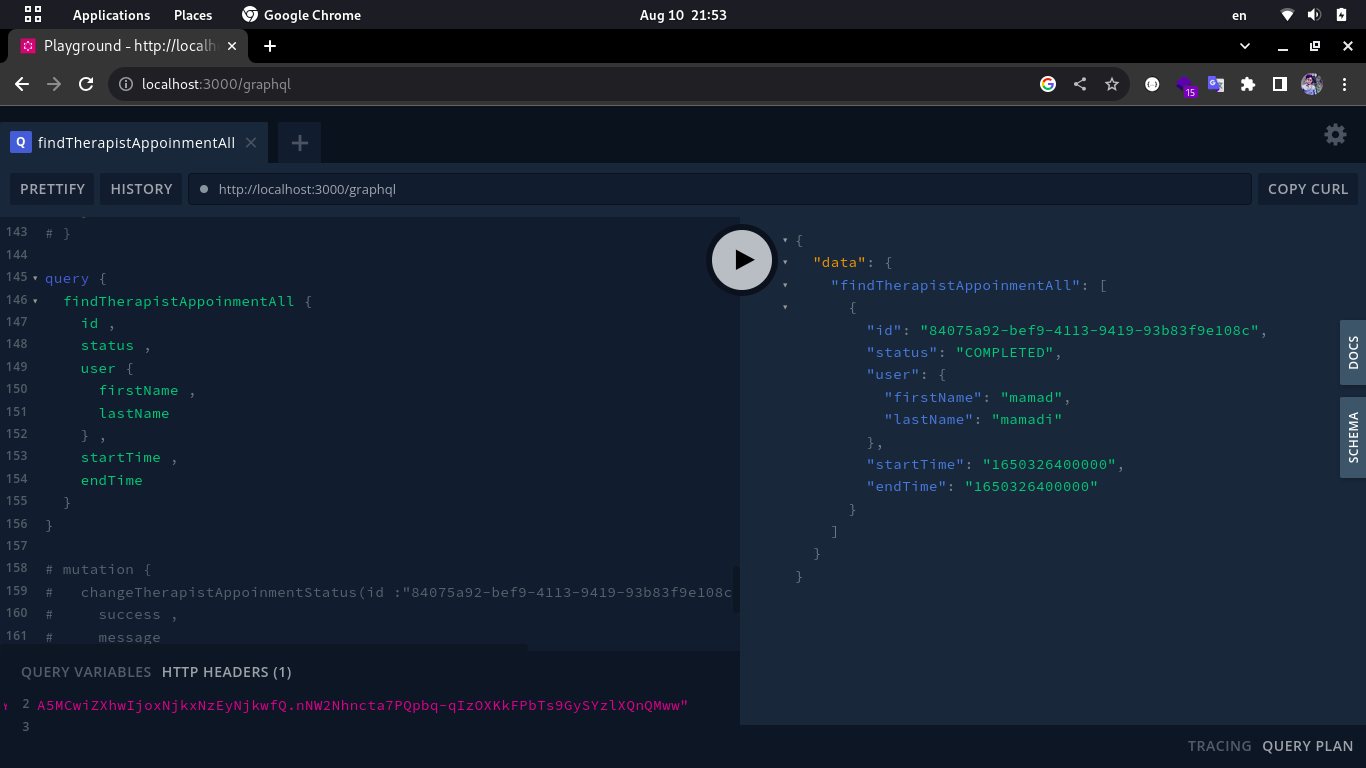 Applications Places Google Chrome Aug 10 21:53 en
Playground - http://localh
localhost:3000/graphql 15
Q findTherapistAppoinmentAll
PRETTIFY HISTORY http://localhost:3000/graphql COPY CURL
143 # }
144
145 query {
146 findTherapistAppoinmentAll {
147 id ,
148 status ,
149 user {
150 firstName ,
151 lastName
152 } ,
153 startTime ,
154 endTime
155 }
156 }
157
158 # mutation {
159 # changeTherapistAppoinmentStatus(id :"84075a92-bef9-4113-9419-93b83f9e108c
160 # success ,
161 # message
{
"data": {
"findTherapistAppoinmentAll": [
{
"id": "84075a92-bef9-4113-9419-93b83f9e108c",
"status": "COMPLETED",
"user": {
"firstName": "mamad",
"lastName": "mamadi"
},
"startTime": "1650326400000",
"endTime": "1650326400000"
}
]
}
}
DOCS
SCHEMA
QUERY VARIABLES HTTP HEADERS (1)
2 A5MCwiZXhwIjoxNjkxNzEyNjkwfQ.nNW2Nhncta7PQpbq-qIzOXKkFPbTs9GySYzlXQnQMww"
3
TRACING QUERY PLAN